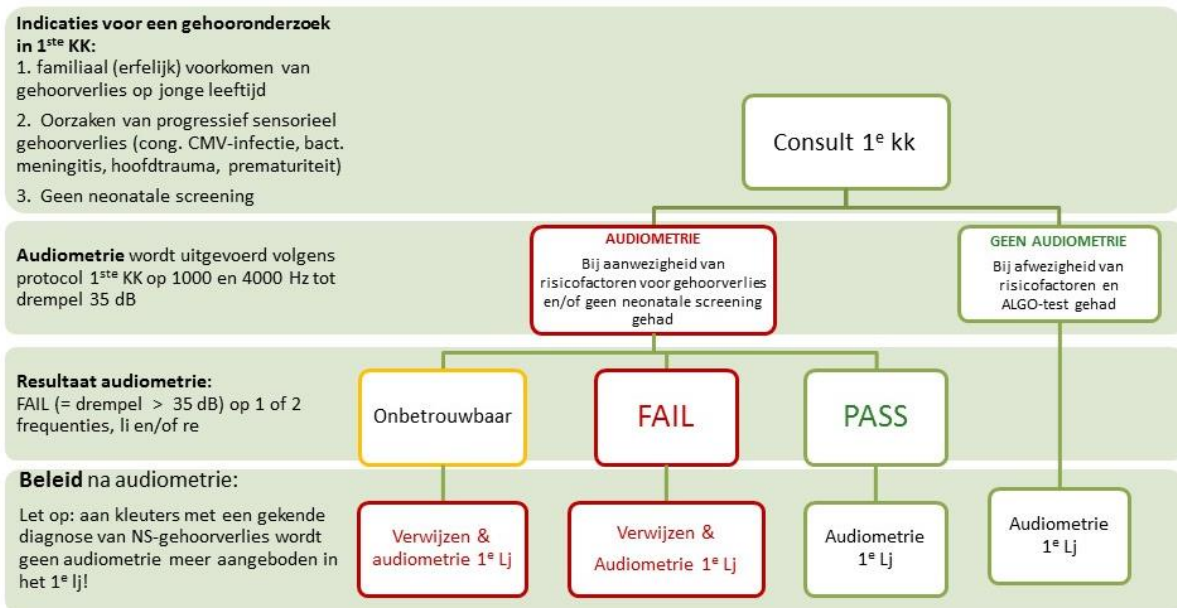 Indicaties voor een gehooronderzoek
in 1ste KK:
1. familiaal (erfelijk) voorkomen van
gehoorverlies op jonge leeftijd
2. Oorzaken van progressief sensorieel
gehoorverlies (cong. CMV-infectie, bact.
meningitis, hoofdtrauma, prematuriteit)
3. Geen neonatale screening
Consult 1e kk
Audiometrie wordt uitgevoerd volgens
protocol 1ste KK op 1000 en 4000 Hz tot
drempel 35 dB
AUDIOMETRIE
Bij aanwezigheid van
risicofactoren voor gehoorverlies
en/of geen neonatale screening
gehad
GEEN AUDIOMETRIE
Bij afwezigheid van
risicofactoren en
ALGO-test gehad
Resultaat audiometrie:
FAIL (= drempel > 35 dB) op 1 of 2
frequenties, li en/of re
Onbetrouwbaar
FAIL
PASS
Beleid na audiometrie:
Let op: aan kleuters met een gekende
diagnose van NS-gehoorverlies wordt
geen audiometrie meer aangeboden in
het 1e lj!
Verwijzen &
audiometrie 1e Lj
Verwijzen &
Audiometrie 1e Lj
Audiometrie
1e Lj
Audiometrie
1e Lj